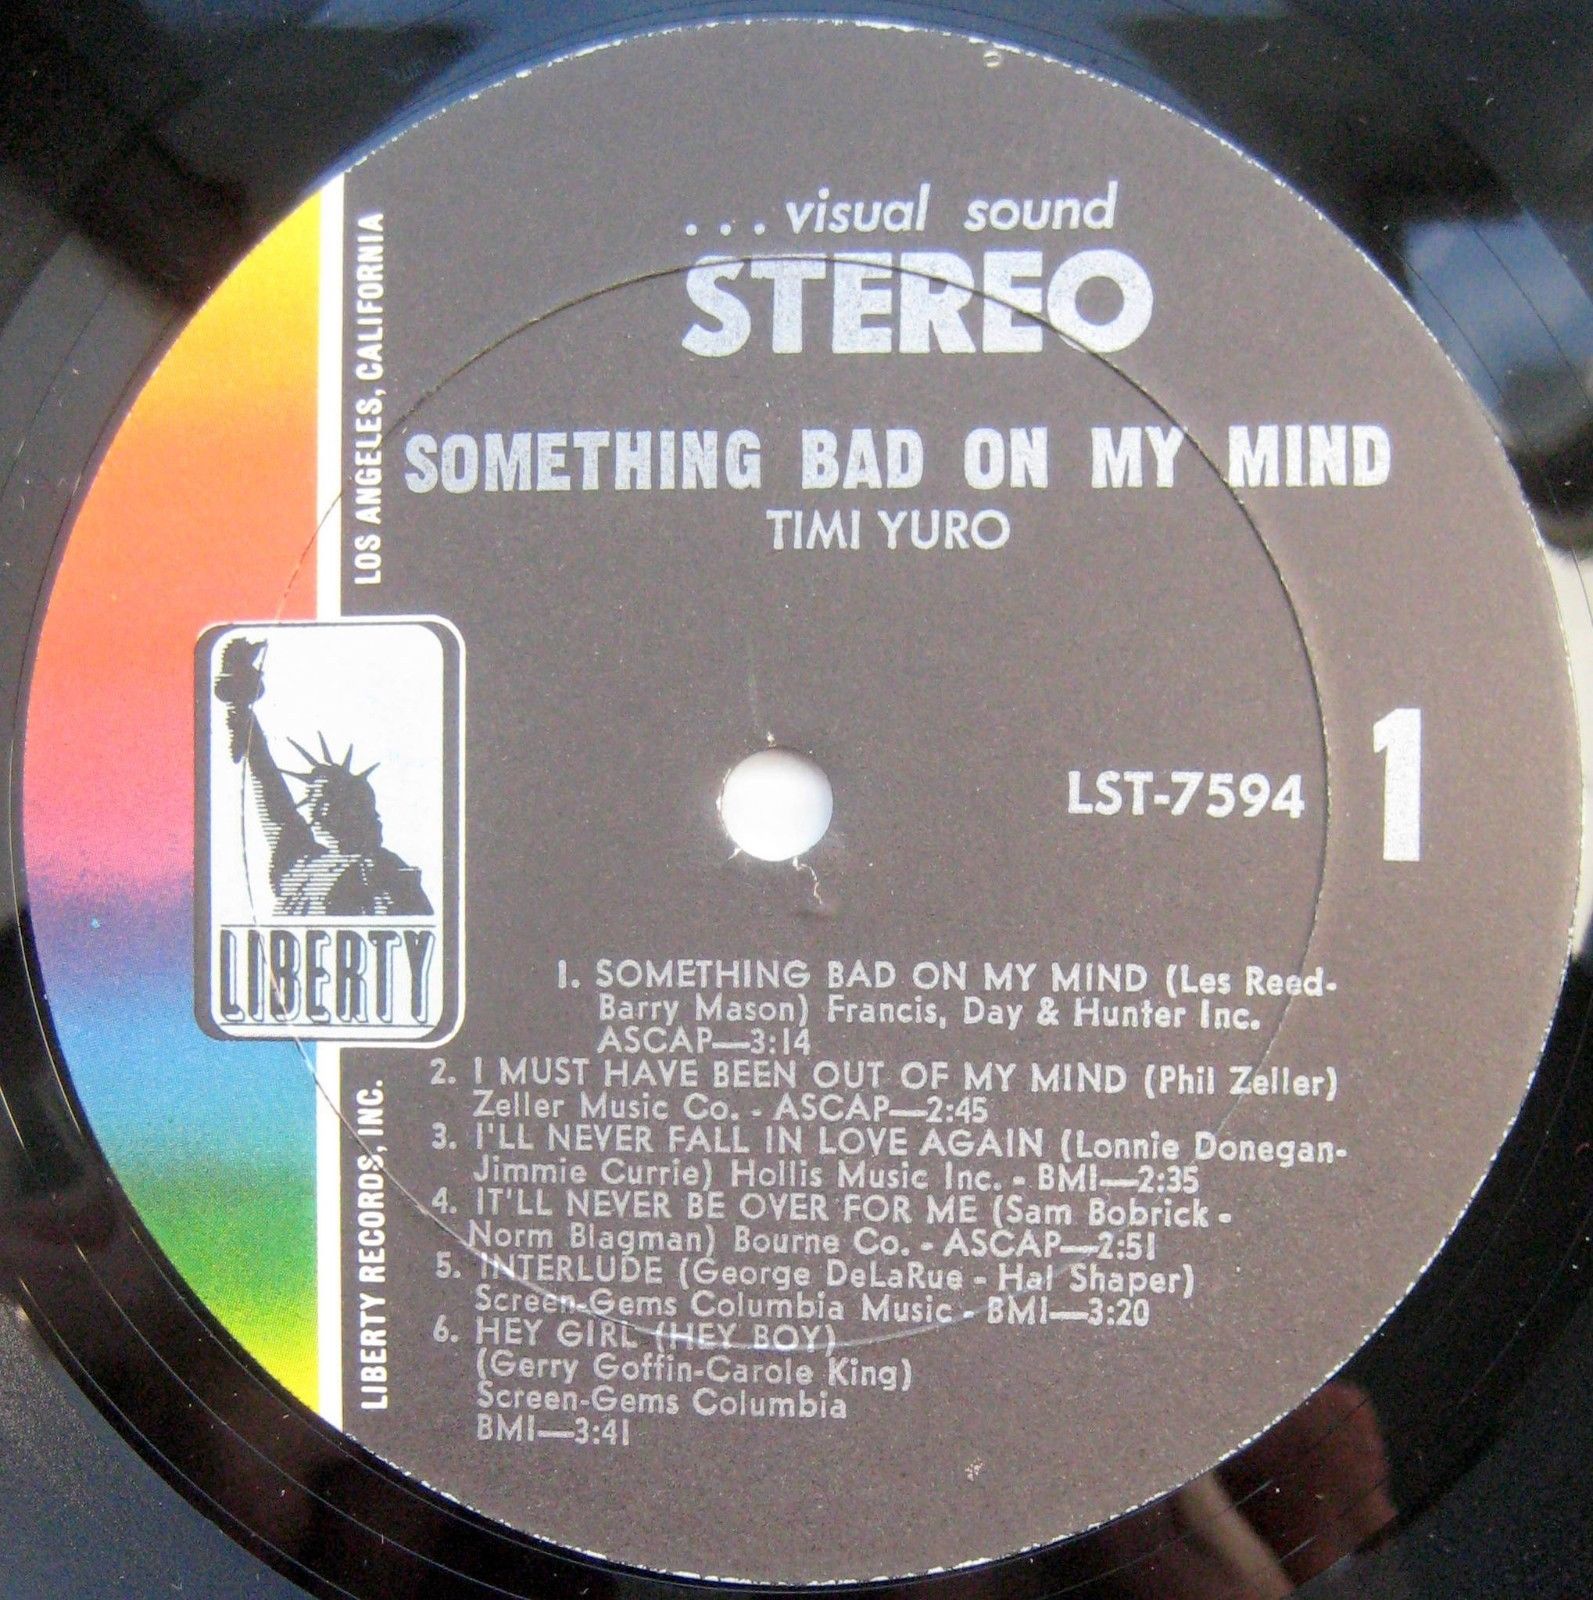 ... visual sound
STEREO
SOMETHING BAD ON MY MIND
TIMI YURO
LOS ANGELES, CALIFORNIA
LIBERTY
LIBERTY RECORDS, INC.
LST-7594
1
1. SOMETHING BAD ON MY MIND (Les Reed-
Barry Mason) Francis, Day & Hunter Inc.
ASCAP—3:14
2. I MUST HAVE BEEN OUT OF MY MIND (Phil Zeller)
Zeller Music Co. - ASCAP—2:45
3. I'LL NEVER FALL IN LOVE AGAIN (Lonnie Donegan-
Jimmie Currie) Hollis Music Inc. - BMI—2:35
4. IT'LL NEVER BE OVER FOR ME (Sam Bobrick -
Norm Blagman) Bourne Co. - ASCAP—2:51
5. INTERLUDE (George DeLaRue - Hal Shaper)
Screen-Gems Columbia Music - BMI—3:20
6. HEY GIRL (HEY BOY)
(Gerry Goffin-Carole King)
Screen-Gems Columbia
BMI—3:41